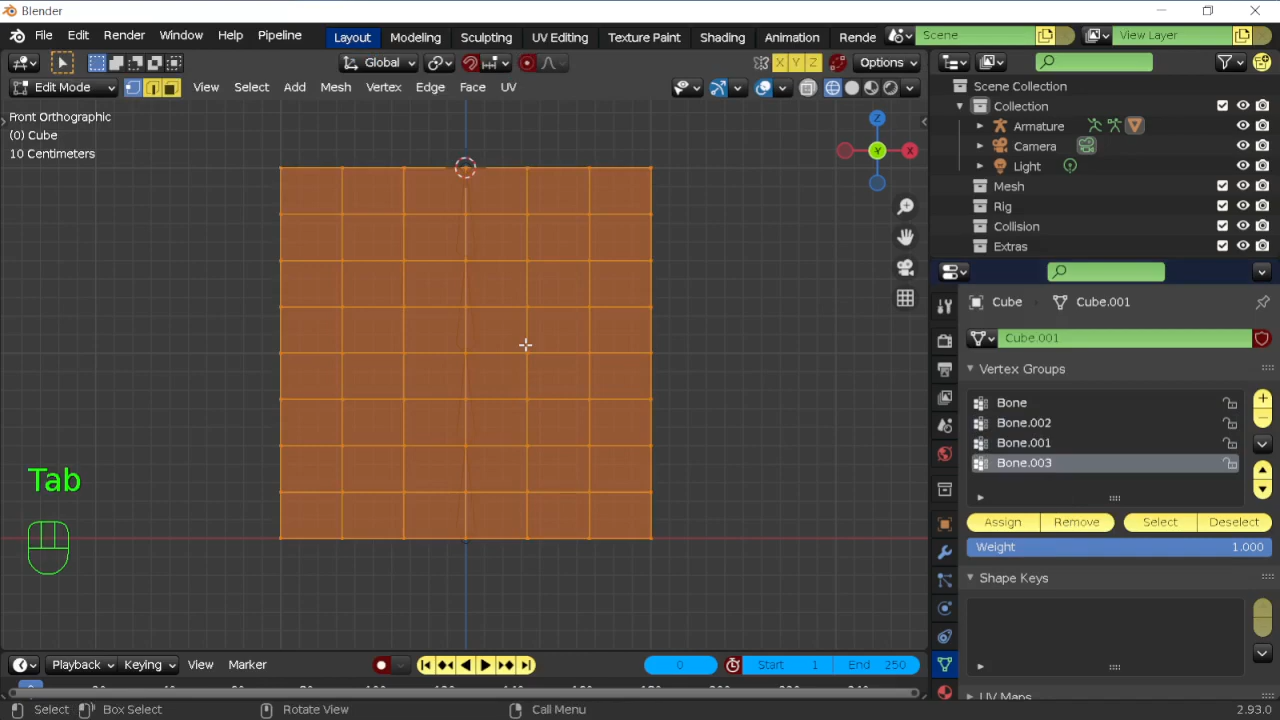 Blender
File Edit Render Window Help Pipeline Layout Modeling Sculpting UV Editing Texture Paint Shading Animation Rende Scene View Layer
Global X Y Z Options
Edit Mode View Select Add Mesh Vertex Edge Face UV
Scene Collection
Collection
Armature
Camera
Light
Mesh
Rig
Collision
Extras
Front Orthographic
(0) Cube
10 Centimeters
Z
Y
X
Tab
Cube Cube.001
Cube.001
Vertex Groups
Bone
Bone.002
Bone.001
Bone.003
Assign Remove Select Deselect
Weight 1.000
Shape Keys
UV Maps
Playback Keying View Marker 0 Start 1 End 250
Select Box Select Rotate View Call Menu 2.93.0